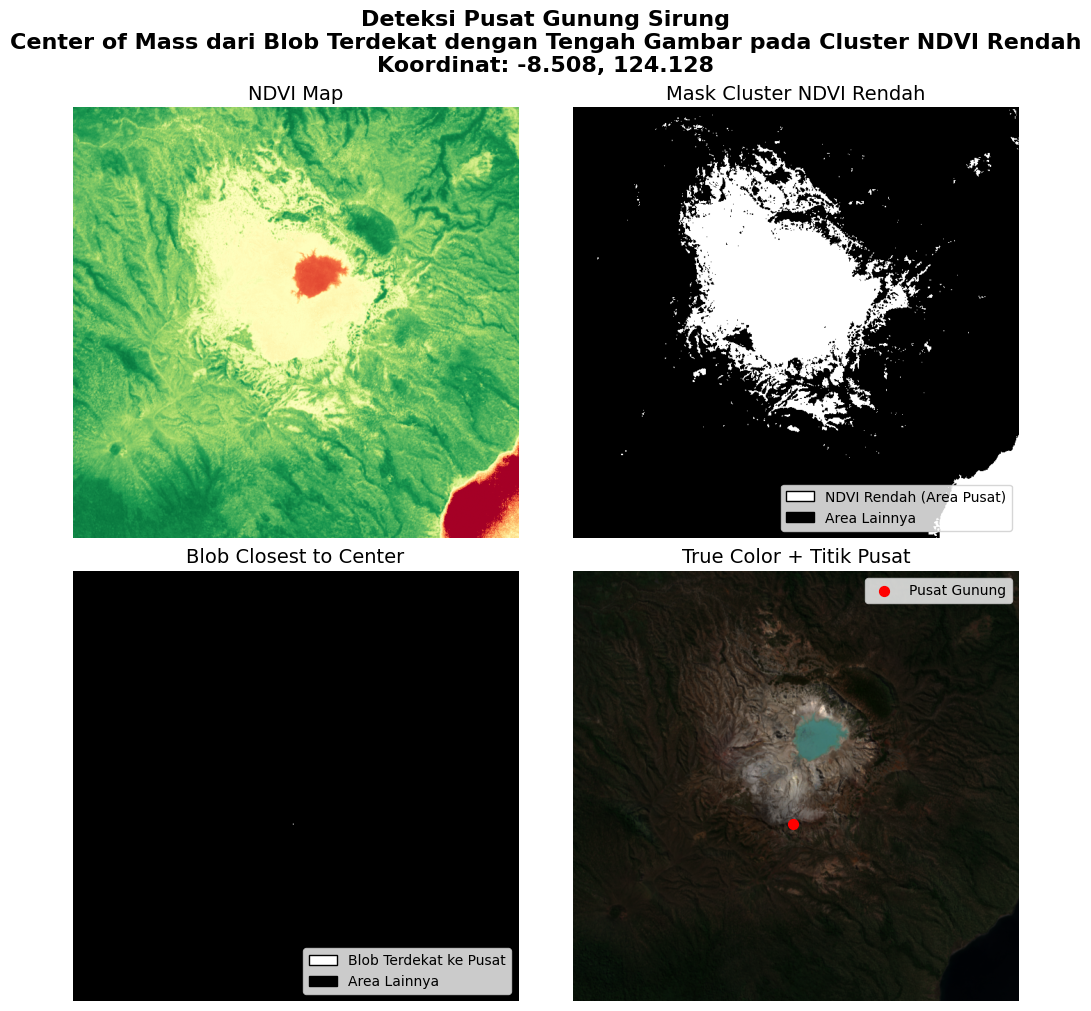 Deteksi Pusat Gunung Sirung
Center of Mass dari Blob Terdekat dengan Tengah Gambar pada Cluster NDVI Rendah
Koordinat: -8.508, 124.128
NDVI Map
Mask Cluster NDVI Rendah
NDVI Rendah (Area Pusat)
Area Lainnya
Blob Closest to Center
True Color + Titik Pusat
Blob Terdekat ke Pusat
Area Lainnya
Pusat Gunung